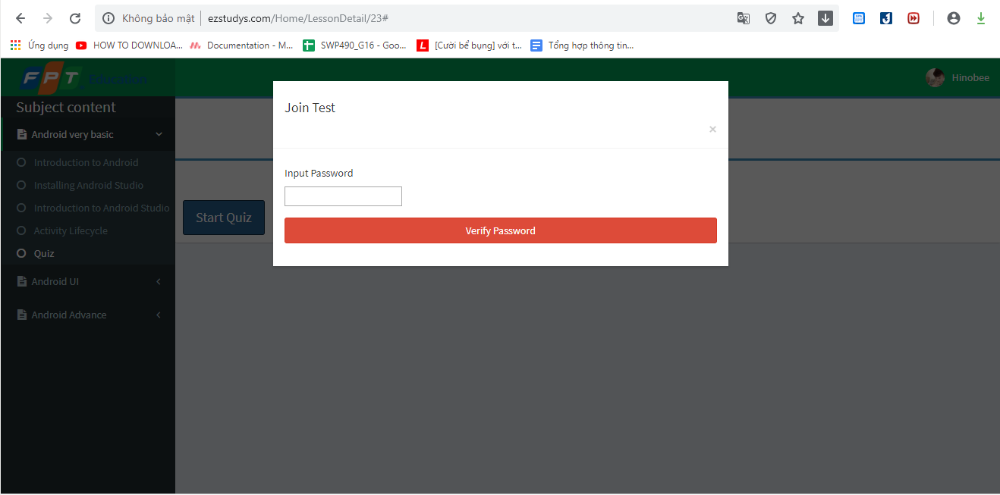 Không bảo mật | ezstudys.com/Home/LessonDetail/23#
Ứng dụng HOW TO DOWNLOA... Documentation - M... SWP490_G16 - Goo... [Cười bể bụng] với t... Tổng hợp thông tin...
FPT Education
Hinobee
Subject content
Android very basic
Introduction to Android
Installing Android Studio
Introduction to Android Studio
Activity Lifecycle
Quiz
Android UI
Android Advance
Start Quiz
Join Test
×
Input Password
Verify Password